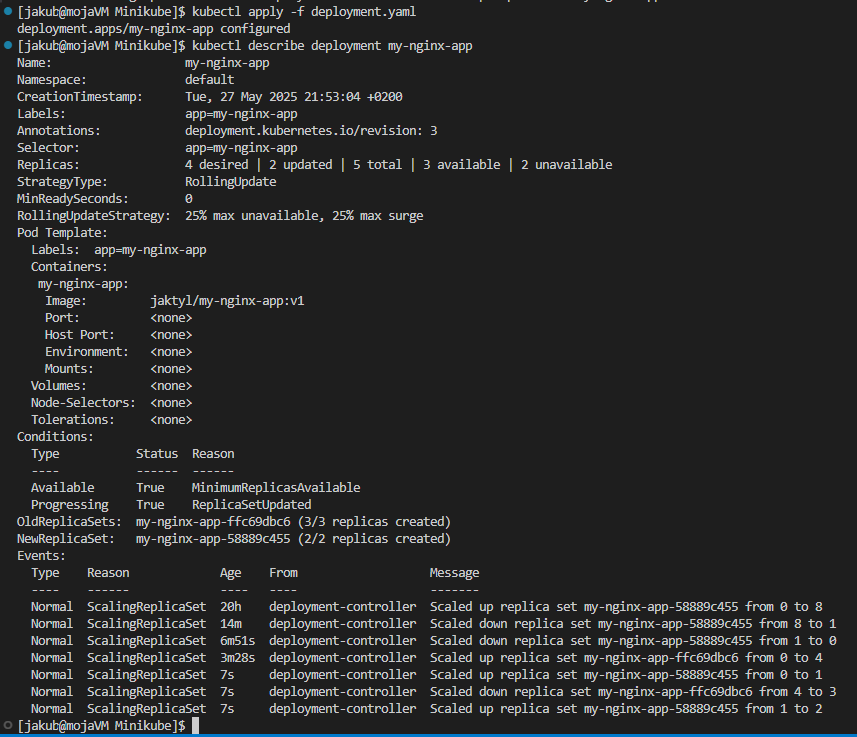 [jakub@mojaVM Minikube]$ kubectl apply -f deployment.yaml
deployment.apps/my-nginx-app configured
[jakub@mojaVM Minikube]$ kubectl describe deployment my-nginx-app
Name:                   my-nginx-app
Namespace:              default
CreationTimestamp:      Tue, 27 May 2025 21:53:04 +0200
Labels:                 app=my-nginx-app
Annotations:            deployment.kubernetes.io/revision: 3
Selector:               app=my-nginx-app
Replicas:               4 desired | 2 updated | 5 total | 3 available | 2 unavailable
StrategyType:           RollingUpdate
MinReadySeconds:        0
RollingUpdateStrategy:  25% max unavailable, 25% max surge
Pod Template:
  Labels:  app=my-nginx-app
  Containers:
   my-nginx-app:
    Image:         jaktyl/my-nginx-app:v1
    Port:          <none>
    Host Port:     <none>
    Environment:   <none>
    Mounts:        <none>
  Volumes:         <none>
  Node-Selectors:  <none>
  Tolerations:     <none>
Conditions:
  Type           Status  Reason
  ----           ------  ------
  Available      True    MinimumReplicasAvailable
  Progressing    True    ReplicaSetUpdated
OldReplicaSets:  my-nginx-app-ffc69dbc6 (3/3 replicas created)
NewReplicaSet:   my-nginx-app-58889c455 (2/2 replicas created)
Events:
  Type    Reason             Age    From                   Message
  ----    ------             ----   ----                   -------
  Normal  ScalingReplicaSet  20h    deployment-controller  Scaled up replica set my-nginx-app-58889c455 from 0 to 8
  Normal  ScalingReplicaSet  14m    deployment-controller  Scaled down replica set my-nginx-app-58889c455 from 8 to 1
  Normal  ScalingReplicaSet  6m51s  deployment-controller  Scaled down replica set my-nginx-app-58889c455 from 1 to 0
  Normal  ScalingReplicaSet  3m28s  deployment-controller  Scaled up replica set my-nginx-app-ffc69dbc6 from 0 to 4
  Normal  ScalingReplicaSet  7s     deployment-controller  Scaled up replica set my-nginx-app-58889c455 from 0 to 1
  Normal  ScalingReplicaSet  7s     deployment-controller  Scaled down replica set my-nginx-app-ffc69dbc6 from 4 to 3
  Normal  ScalingReplicaSet  7s     deployment-controller  Scaled up replica set my-nginx-app-58889c455 from 1 to 2
[jakub@mojaVM Minikube]$